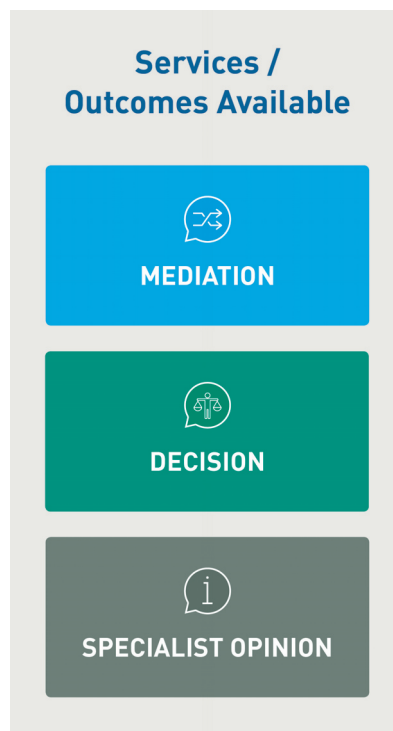 Services /
Outcomes Available
MEDIATION
DECISION
SPECIALIST OPINION